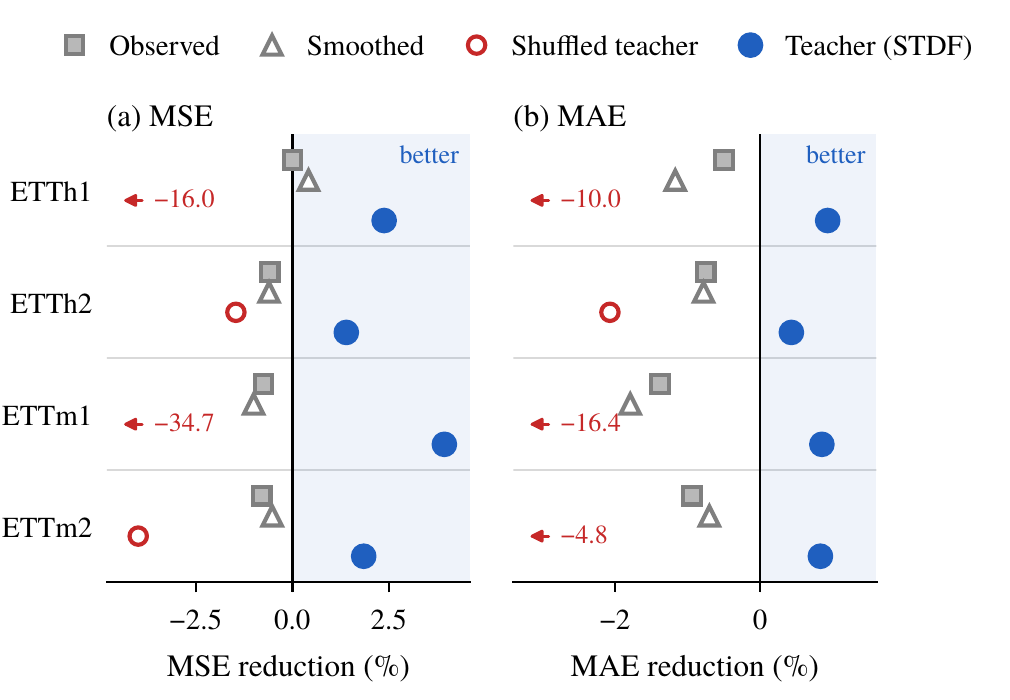 Observed Smoothed Shuffled teacher Teacher (STDF)
(a) MSE
better
ETTh1
−16.0
ETTh2
ETTm1
−34.7
ETTm2
−2.5 0.0 2.5
MSE reduction (%)
(b) MAE
better
−10.0
−16.4
−4.8
−2 0
MAE reduction (%)